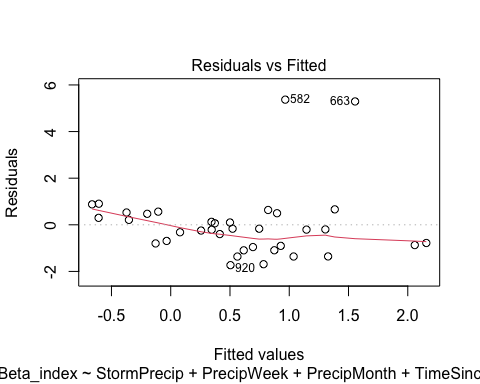 Residuals vs Fitted
Residuals
6
4
2
0
-2
582
663
920
-0.5 0.0 0.5 1.0 1.5 2.0
Fitted values
Beta_index ~ StormPrecip + PrecipWeek + PrecipMonth + TimeSinc